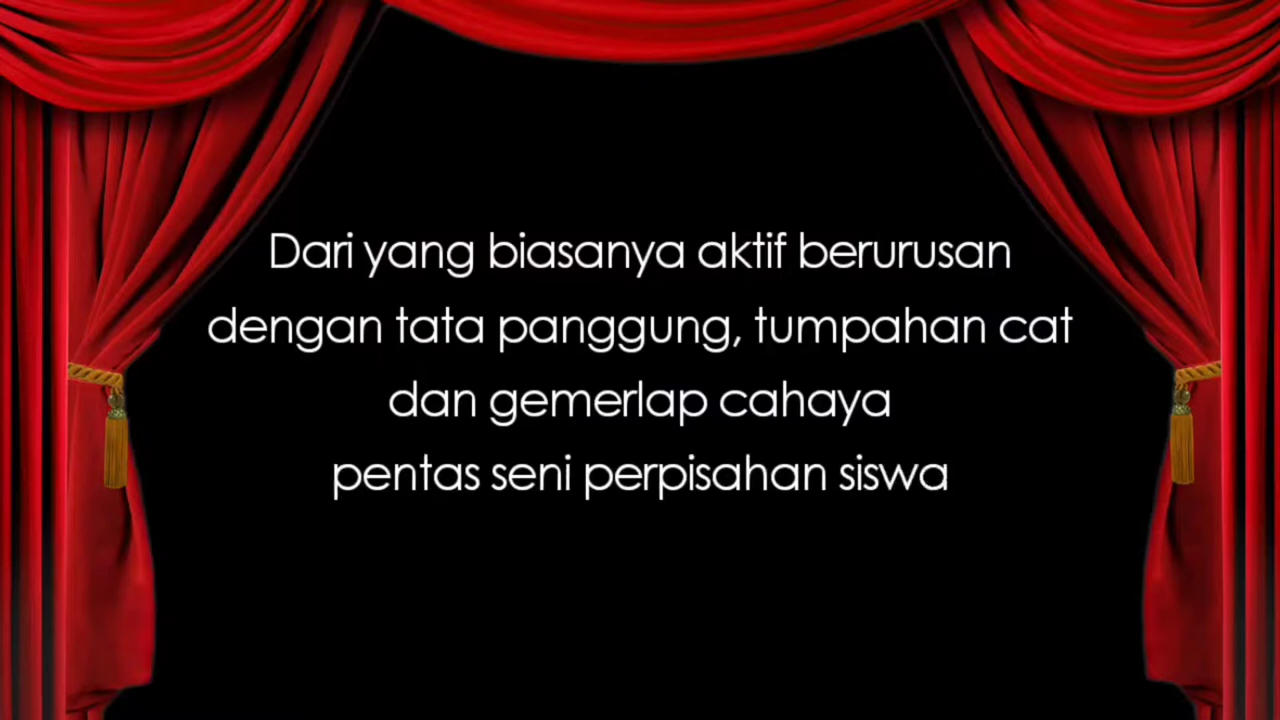 Dari yang biasanya aktif berurusan
dengan tata panggung, tumpahan cat
dan gemerlap cahaya
pentas seni perpisahan siswa